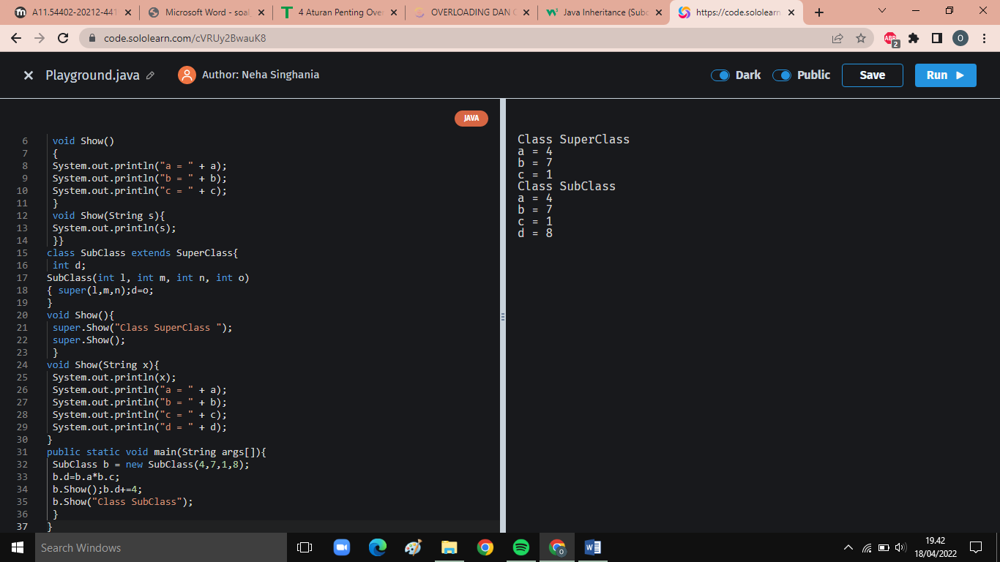 A11.54402-20212-441
Microsoft Word - soal
4 Aturan Penting Over
OVERLOADING DAN
Java Inheritance (Subc
https://code.sololearn
code.sololearn.com/cVRUy2BwauK8
ABP
2
O
Playground.java
Author: Neha Singhania
Dark
Public
Save
Run
JAVA
6 void Show()
7 {
8 System.out.println("a = " + a);
9 System.out.println("b = " + b);
10 System.out.println("c = " + c);
11 }
12 void Show(String s){
13 System.out.println(s);
14 }}
15 class SubClass extends SuperClass{
16 int d;
17 SubClass(int l, int m, int n, int o)
18 { super(l,m,n);d=o;
19 }
20 void Show(){
21 super.Show("Class SuperClass ");
22 super.Show();
23 }
24 void Show(String x){
25 System.out.println(x);
26 System.out.println("a = " + a);
27 System.out.println("b = " + b);
28 System.out.println("c = " + c);
29 System.out.println("d = " + d);
30 }
31 public static void main(String args[]){
32 SubClass b = new SubClass(4,7,1,8);
33 b.d=b.a*b.c;
34 b.Show();b.d+=4;
35 b.Show("Class SubClass");
36 }
37 }
Class SuperClass
a = 4
b = 7
c = 1
Class SubClass
a = 4
b = 7
c = 1
d = 8
Search Windows
19.42
18/04/2022